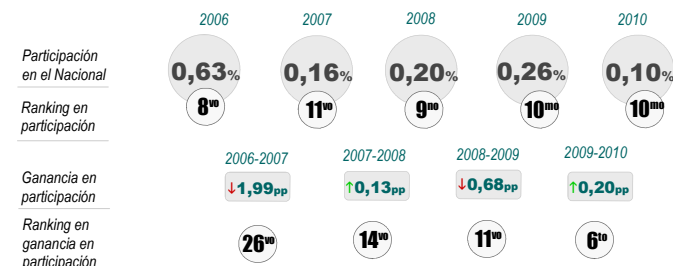 2006 2007 2008 2009 2010
Participación
en el Nacional
0,63% 0,16% 0,20% 0,26% 0,10%
Ranking en
participación
8vo 11vo 9no 10mo 10mo
2006-2007 2007-2008 2008-2009 2009-2010
Ganancia en
participación
↓1,99pp ↑0,13pp ↓0,68pp ↑0,20pp
Ranking en
ganancia en
participación
26vo 14vo 11vo 6to